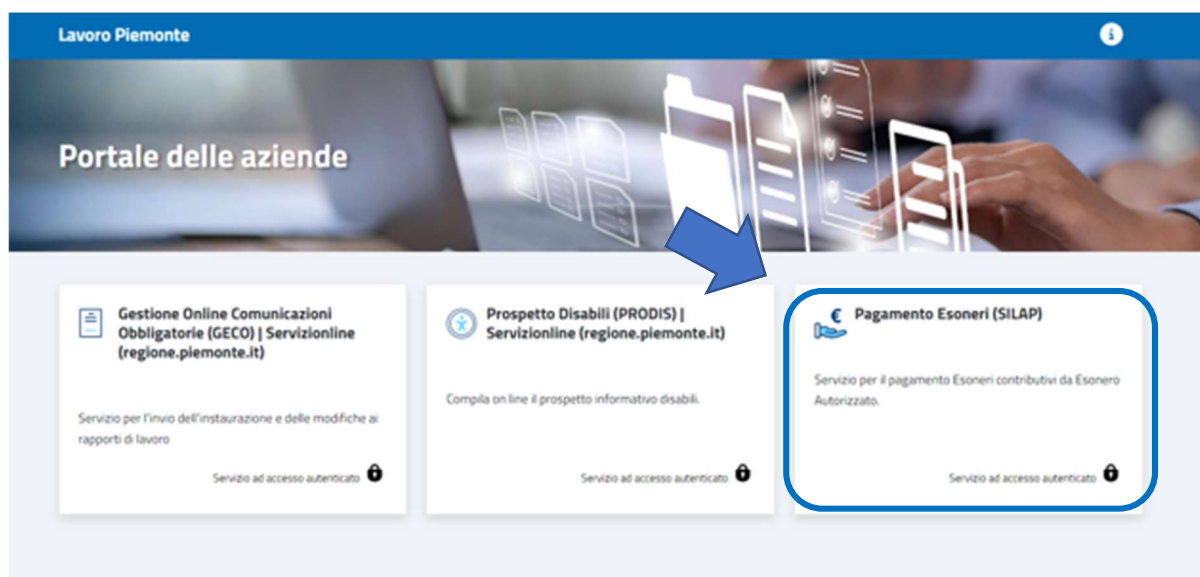 Lavoro Piemonte
Portale delle aziende
Gestione Online Comunicazioni
Obbligatorie (GECO) | Servizionline
(regione.piemonte.it)
Servizio per l'invio dell'instaurazione e delle modifiche ai
rapporti di lavoro
Servizio ad accesso autenticato
Prospetto Disabili (PRODIS) |
Servizionline (regione.piemonte.it)
Compila on line il prospetto informativo disabili.
Servizio ad accesso autenticato
Pagamento Esoneri (SILAP)
Servizio per il pagamento Esoneri contributivi da Esonero
Autorizzato.
Servizio ad accesso autenticato